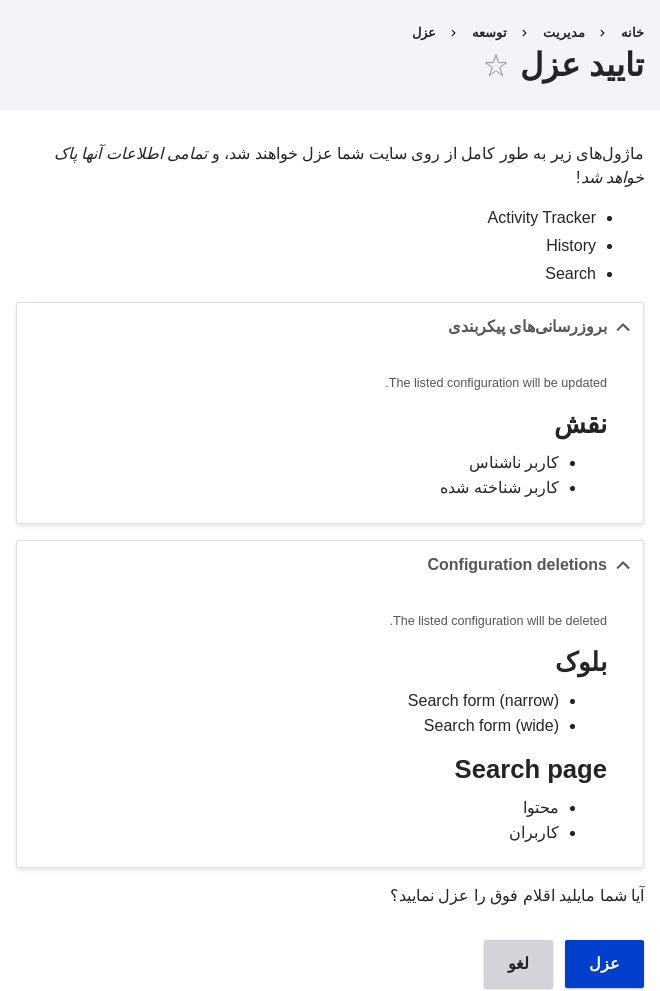 خانه › مدیریت › توسعه › عزل
تایید عزل ☆
ماژول‌های زیر به طور کامل از روی سایت شما عزل خواهند شد، و تمامی اطلاعات آنها پاک
خواهد شد!
Activity Tracker
History
Search
بروزرسانی‌های پیکربندی
The listed configuration will be updated.
نقش
کاربر ناشناس
کاربر شناخته شده
Configuration deletions
The listed configuration will be deleted.
بلوک
Search form (narrow)
Search form (wide)
Search page
محتوا
کاربران
آیا شما مایلید اقلام فوق را عزل نمایید؟
عزل لغو